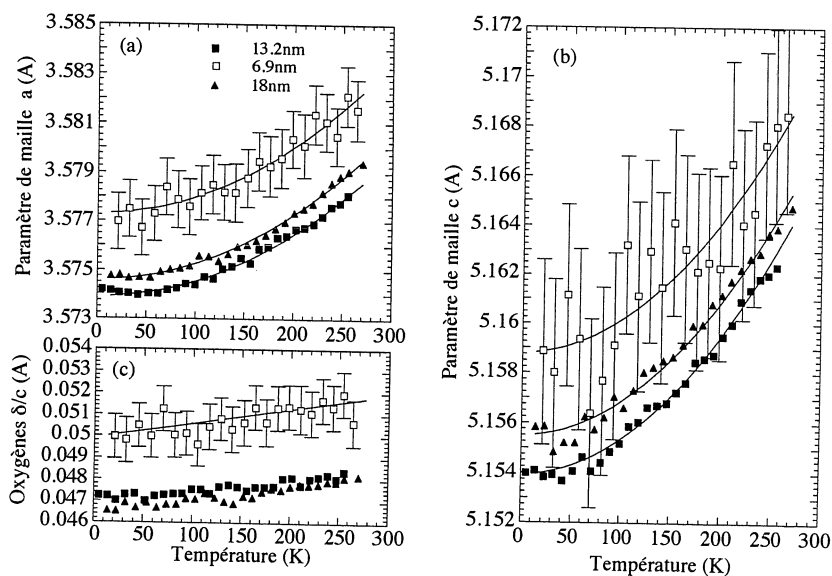 3.585
3.583
3.581
3.579
3.577
3.575
3.573
Paramètre de maille a (A)
(a)
13.2nm
6.9nm
18nm
0 50 100 150 200 250 300
0.054
0.053
0.052
0.051
0.05
0.049
0.048
0.047
0.046
Oxygènes δ/c (A)
(c)
0 50 100 150 200 250 300
Température (K)
5.172
5.17
5.168
5.166
5.164
5.162
5.16
5.158
5.156
5.154
5.152
Paramètre de maille c (A)
(b)
0 50 100 150 200 250 300
Température (K)